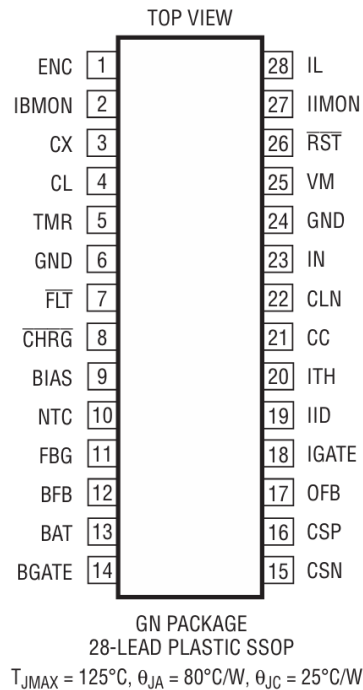 TOP VIEW
ENC 1 28 IL
IBMON 2 27 IIMON
CX 3 26 R̅S̅T̅
CL 4 25 VM
TMR 5 24 GND
GND 6 23 IN
F̅L̅T̅ 7 22 CLN
C̅H̅R̅G̅ 8 21 CC
BIAS 9 20 ITH
NTC 10 19 IID
FBG 11 18 IGATE
BFB 12 17 OFB
BAT 13 16 CSP
BGATE 14 15 CSN
GN PACKAGE
28-LEAD PLASTIC SSOP
TJMAX = 125°C, θJA = 80°C/W, θJC = 25°C/W